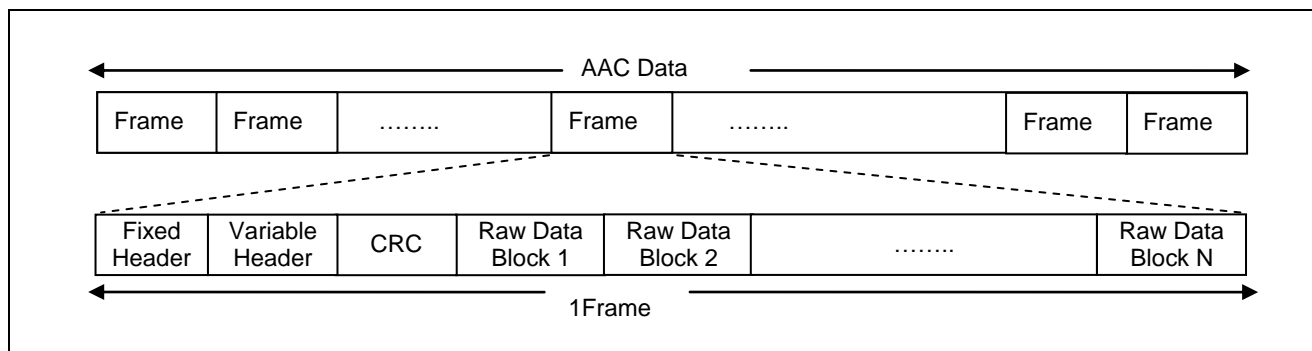 AAC Data
Frame Frame …….. Frame …….. Frame Frame
Fixed Header Variable Header CRC Raw Data Block 1 Raw Data Block 2 …….. Raw Data Block N
1Frame